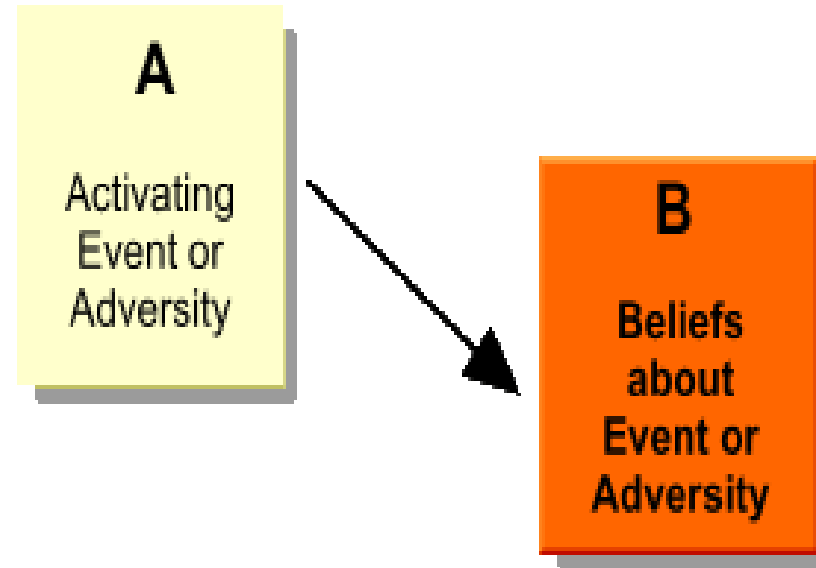 A
Activating
Event or
Adversity
B
Beliefs
about
Event or
Adversity